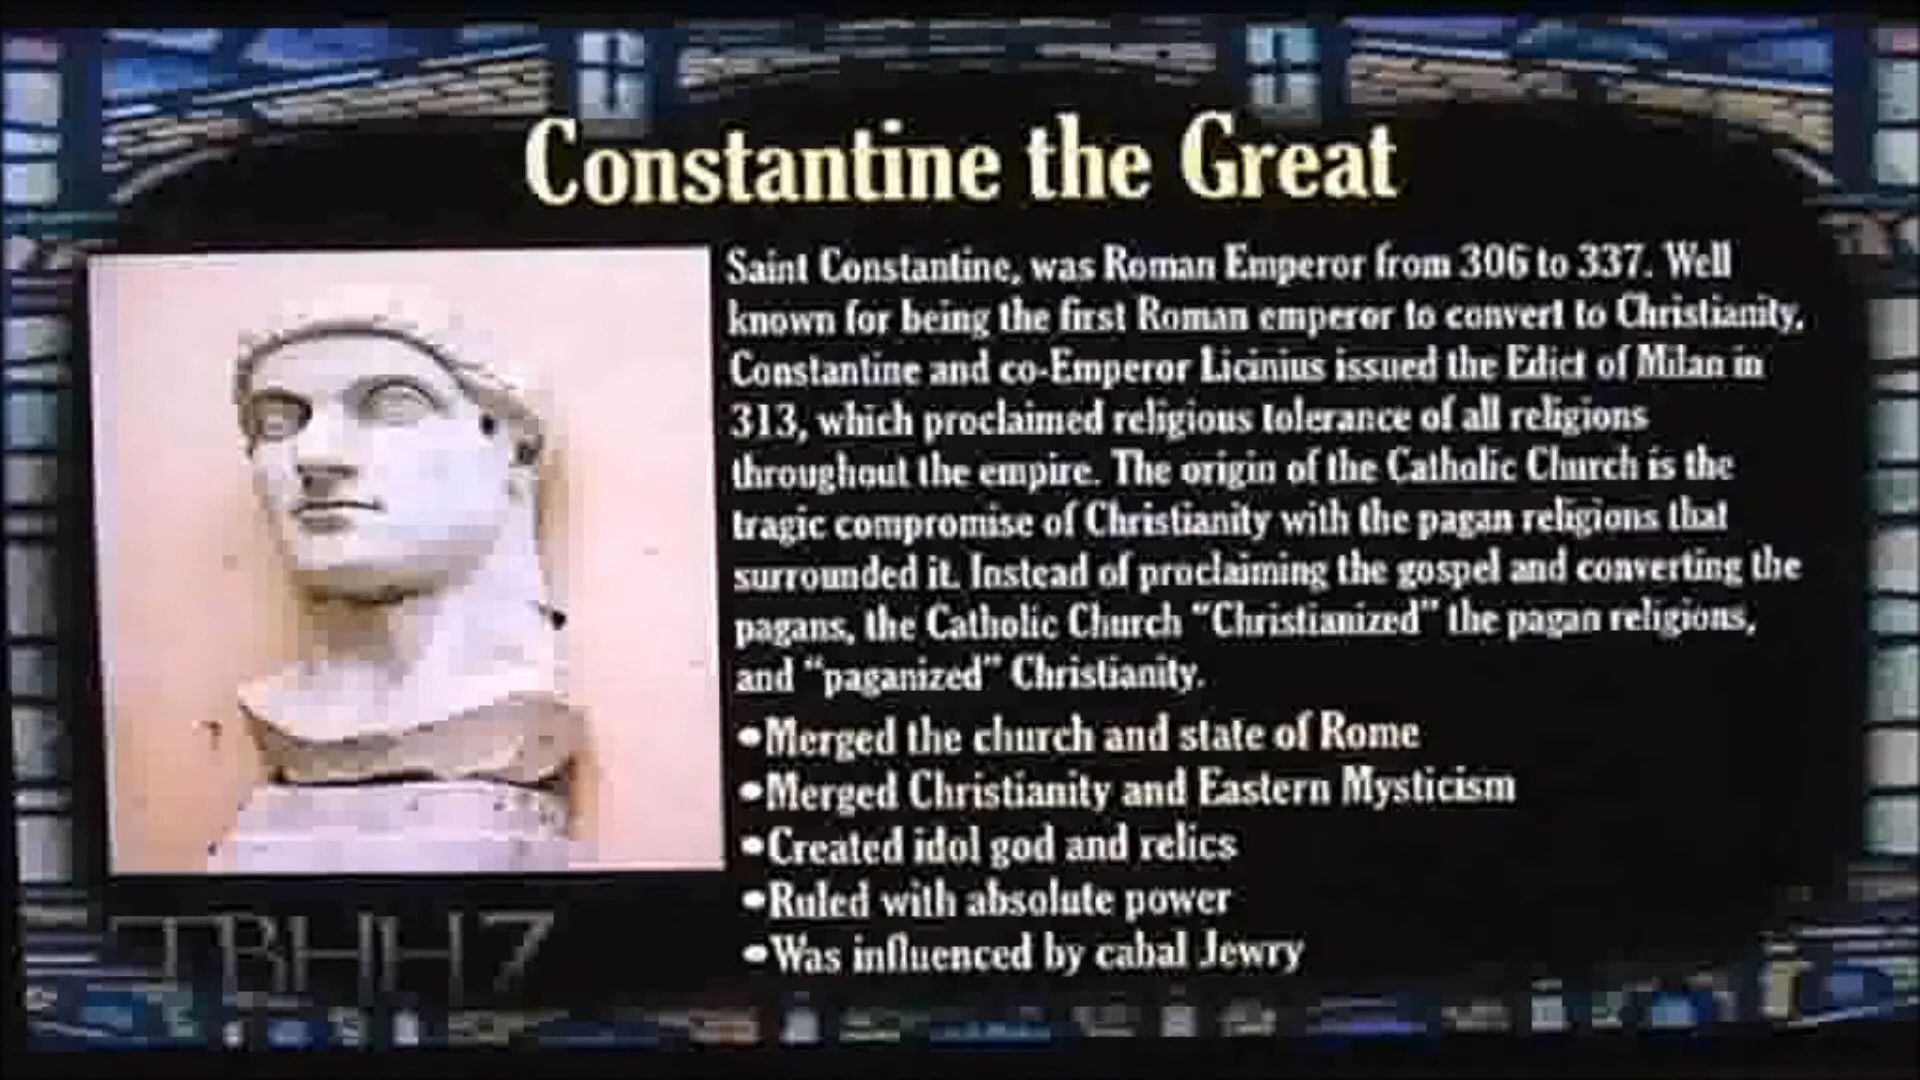 Constantine the Great
Saint Constantine, was Roman Emperor from 306 to 337. Well
known for being the first Roman emperor to convert to Christianity,
Constantine and co-Emperor Licinius issued the Edict of Milan in
313, which proclaimed religious tolerance of all religions
throughout the empire. The origin of the Catholic Church is the
tragic compromise of Christianity with the pagan religions that
surrounded it. Instead of proclaiming the gospel and converting the
pagans, the Catholic Church "Christianized" the pagan religions,
and "paganized" Christianity.
•Merged the church and state of Rome
•Merged Christianity and Eastern Mysticism
•Created idol god and relics
•Ruled with absolute power
•Was influenced by cabal Jewry
TBHH7